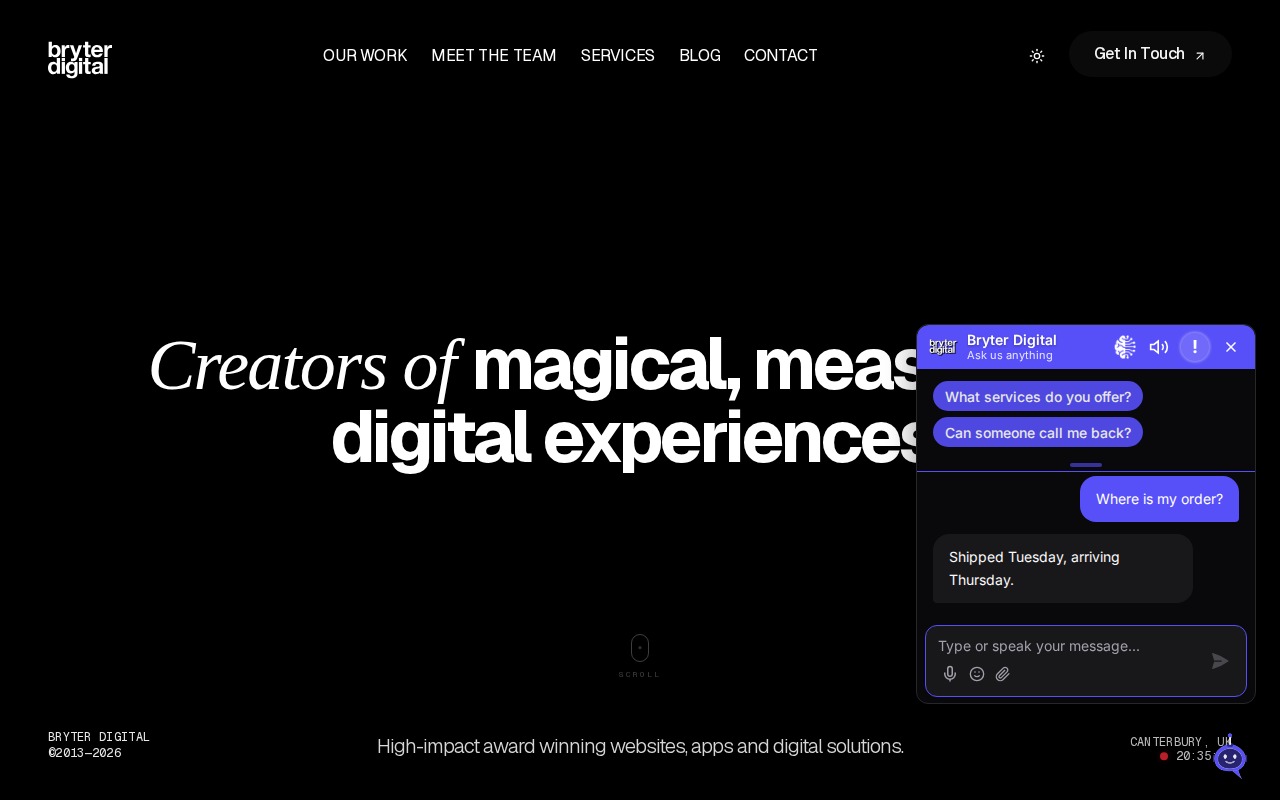 bryter
digital
OUR WORK MEET THE TEAM SERVICES BLOG CONTACT
Get In Touch
Creators of magical, meas
digital experiences
bryter
digital
Bryter Digital
Ask us anything
What services do you offer?
Can someone call me back?
Where is my order?
Shipped Tuesday, arriving
Thursday.
Type or speak your message...
SCROLL
BRYTER DIGITAL
©2013—2026
High-impact award winning websites, apps and digital solutions.
CANTERBURY, UK
20:35